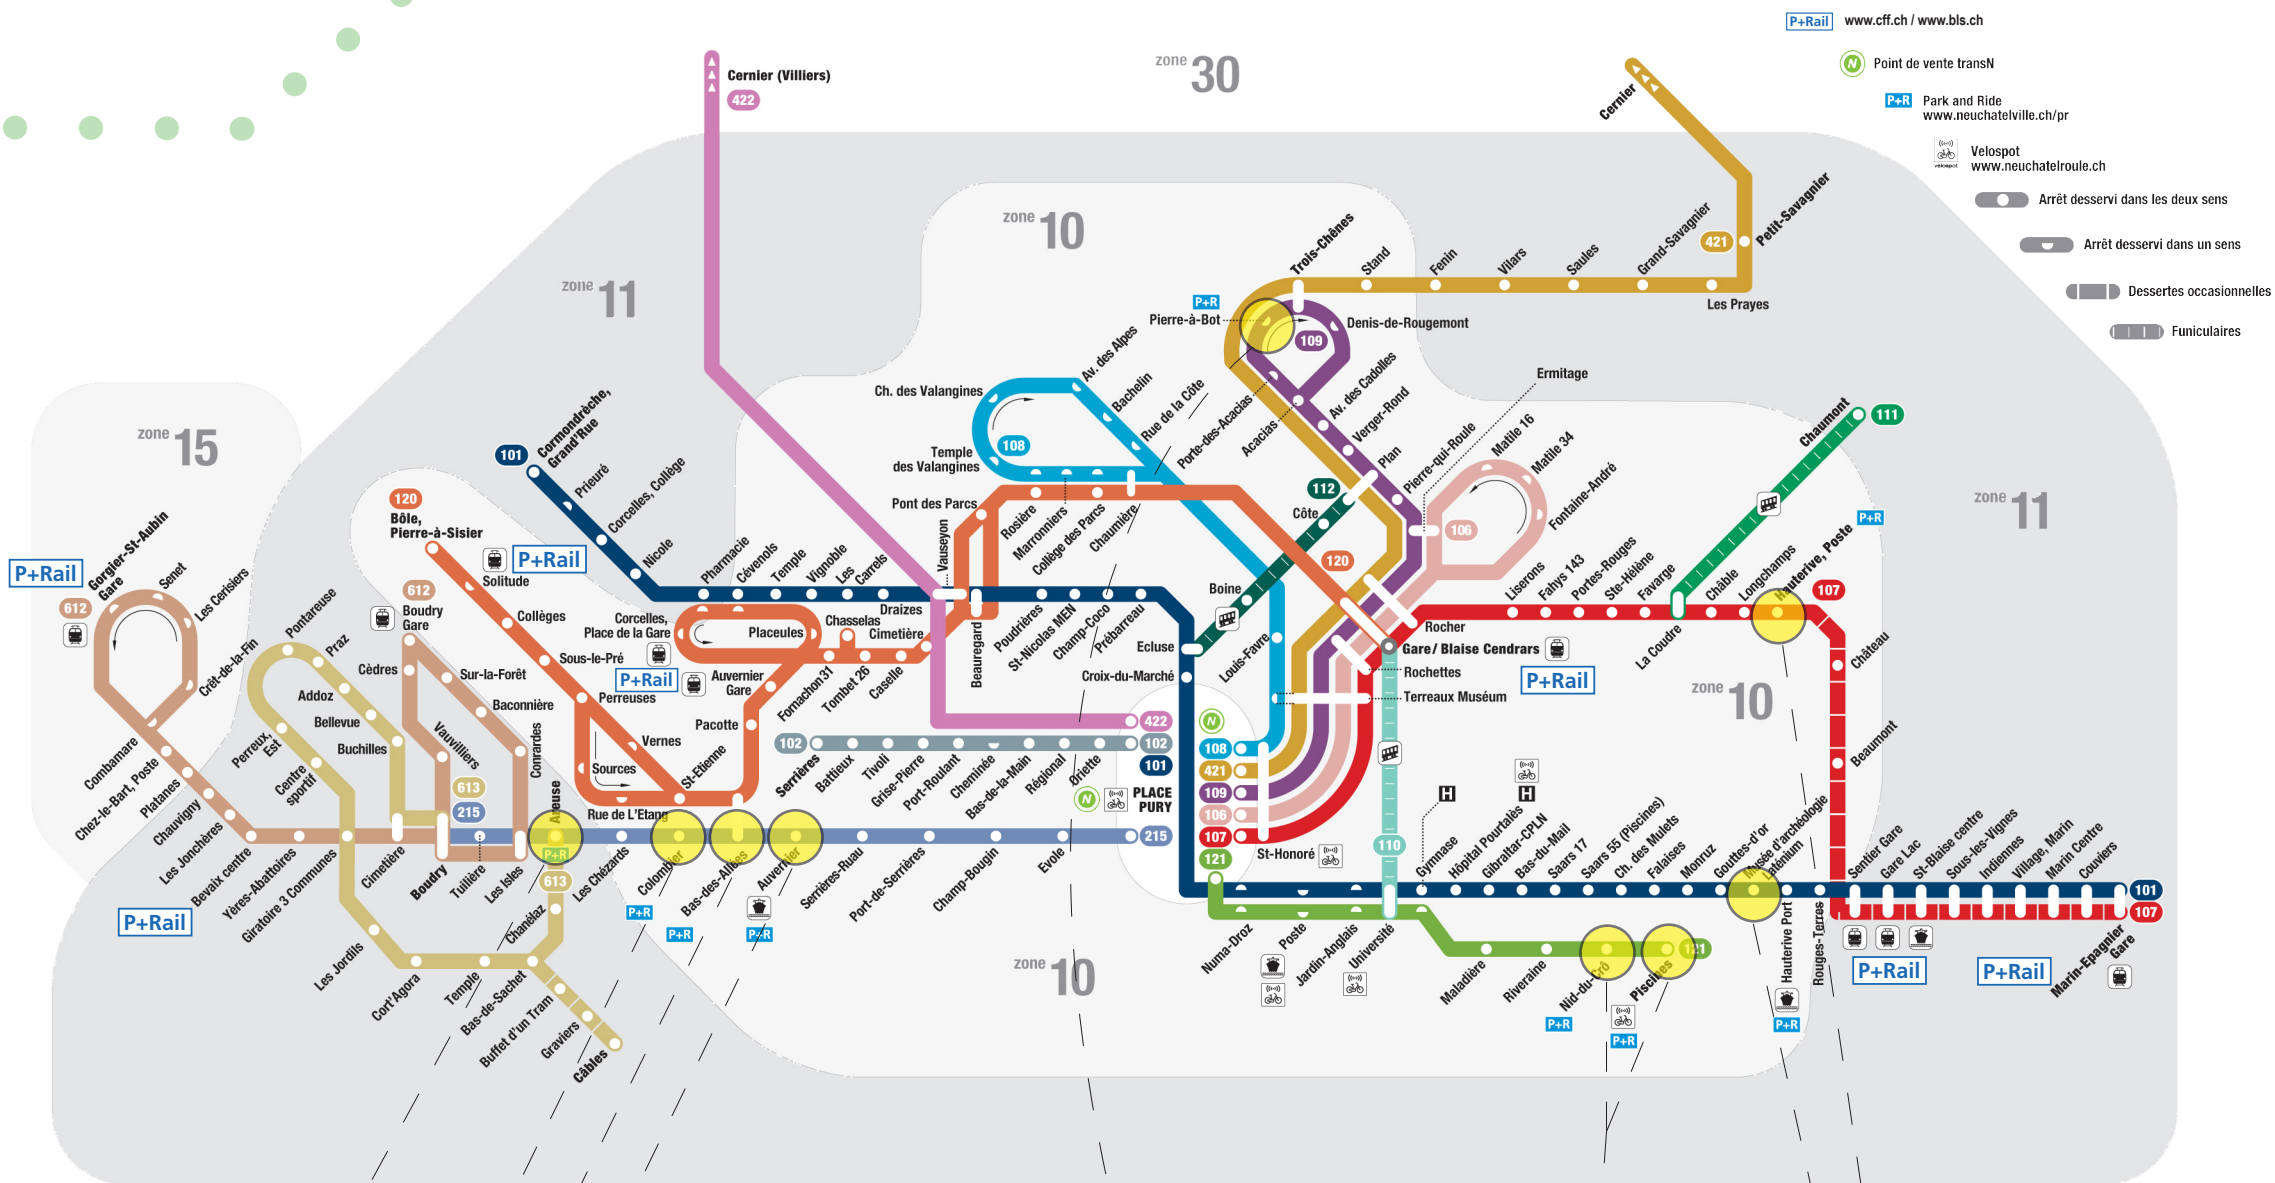 P+Rail www.cff.ch / www.bls.ch
N Point de vente transN
P+R Park and Ride
www.neuchatelville.ch/pr
velospot Velospot
www.neuchatelroule.ch
Arrêt desservi dans les deux sens
Arrêt desservi dans un sens
Dessertes occasionnelles
Funiculaires
zone 30
zone 10
zone 11
zone 15
zone 11
zone 10
zone 10
Cernier (Villiers)
422
Cernier
421
Petit-Savagnier
Trois-Chênes
Stand
Fenin
Vilars
Saules
Grand-Savagnier
Les Prayes
P+R
Pierre-à-Bot
109
Denis-de-Rougemont
Porte-des-Acacias
Acacias
Av. des Cadolles
Verger-Rond
Plan
Pierre-qui-Roule
Ermitage
Matile 16
Matile 34
Fontaine-André
106
Av. des Alpes
Bachelin
Rue de la Côte
Ch. des Valangines
108
Temple
des Valangines
112
Côte
Boine
Ecluse
Croix-du-Marché
Louis-Favre
120
Pont des Parcs
Rosière
Marronniers
Collège des Parcs
Chaumière
Vauseyon
Beauregard
101
Cormondrèche,
Grand'Rue
Prieuré
Corcelles, Collège
Nicole
Pharmacie
Cévenols
Temple
Vignoble
Les
Carrels
Draizes
Poudrières
St-Nicolas MEN
Champ-Coco
Prébarreau
120
Bôle,
Pierre-à-Sisier
P+Rail
Solitude
Collèges
Sous-le-Pré
Perreuses
Vernes
Sources
Rue de L'Etang
St-Etienne
Pacotte
Auvernier
Gare
Corcelles,
Place de la Gare
P+Rail
Placeules
Chasselas
Cimetière
Fornachon 31
Tombet 26
Caselle
612
Boudry
Gare
Cèdres
Sur-la-Forêt
Baconnière
Conrardes
Vauvilliers
613
215
P+Rail
Gorgier-St-Aubin
Gare
612
Senet
Les Cerisiers
Crêt-de-la-Fin
Combamare
Chez-le-Bart, Poste
Platanes
Chauvigny
Les Jonchères
Bevaix centre
Yères-Abattoires
Giratoire 3 Communes
Cimetière
Boudry
Tuilière
Les Isles
P+Rail
Pontareuse
Praz
Addoz
Bellevue
Buchilles
Perreux,
Est
Centre
sportif
Les Jordils
Cort'Agora
Temple
Bas-de-Sachet
Buffet d'un Tram
Graviers
Câbles
Chanélaz
613
Areuse
P+R
Les Chézards
Colombier
P+R
Bas-des-Allées
P+R
Auvernier
P+R
Serrières-Ruau
Port-de-Serrières
Champ-Bougin
Evole
215
102
Serrières
Battieux
Tivoli
Grise-Pierre
Port-Roulant
Cheminée
Bas-de-la-Main
Régional
Oriette
422
102
101
N
PLACE
PURY
N
108
421
109
106
107
121
St-Honoré
Rocher
Gare / Blaise Cendrars
P+Rail
Rochettes
Terreaux Muséum
110
Liserons
Fahys 143
Portes-Rouges
Ste-Hélène
Favarge
La Coudre
Châble
Longchamps
Hauterive, Poste
P+R
107
Chaumont
111
Château
Beaumont
Numa-Droz
Poste
Jardin-Anglais
Université
H
H
Gymnase
Hôpital Pourtalès
Gibraltar-CPLN
Bas-du-Mail
Saars 17
Saars 55 (Piscines)
Ch. des Mulets
Falaises
Monruz
Gouttes-d'or
Musée d'archéologie
Laténium
Hauterive Port
P+R
Rouges-Terres
Sentier Gare
Gare Lac
St-Blaise centre
Sous-les-Vignes
Indiennes
Village, Marin
Marin Centre
Couviers
101
107
P+Rail
P+Rail
Marin-Epagnier
Gare
Maladière
Riveraine
Nid-du-Crô
P+R
Piscines
P+R
121